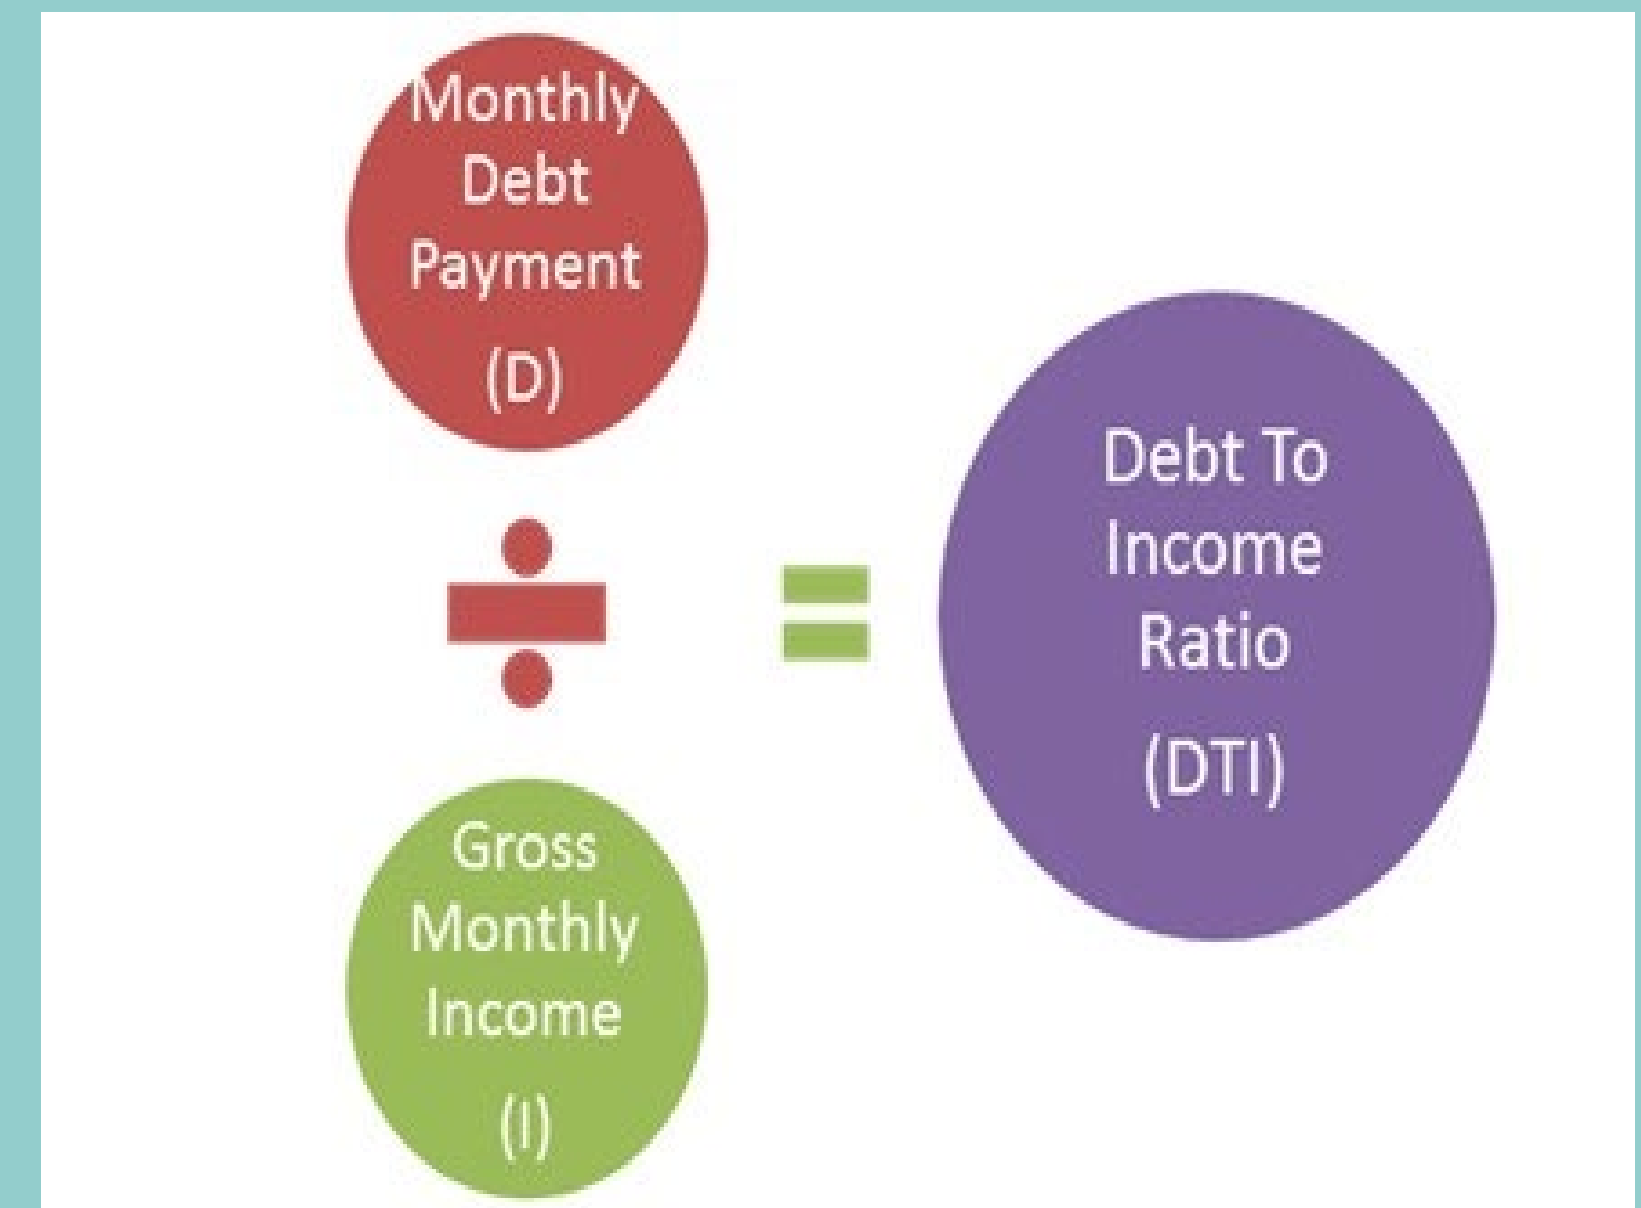 Monthly
Debt
Payment
(D)
÷
Gross
Monthly
Income
(I)
=
Debt To
Income
Ratio
(DTI)